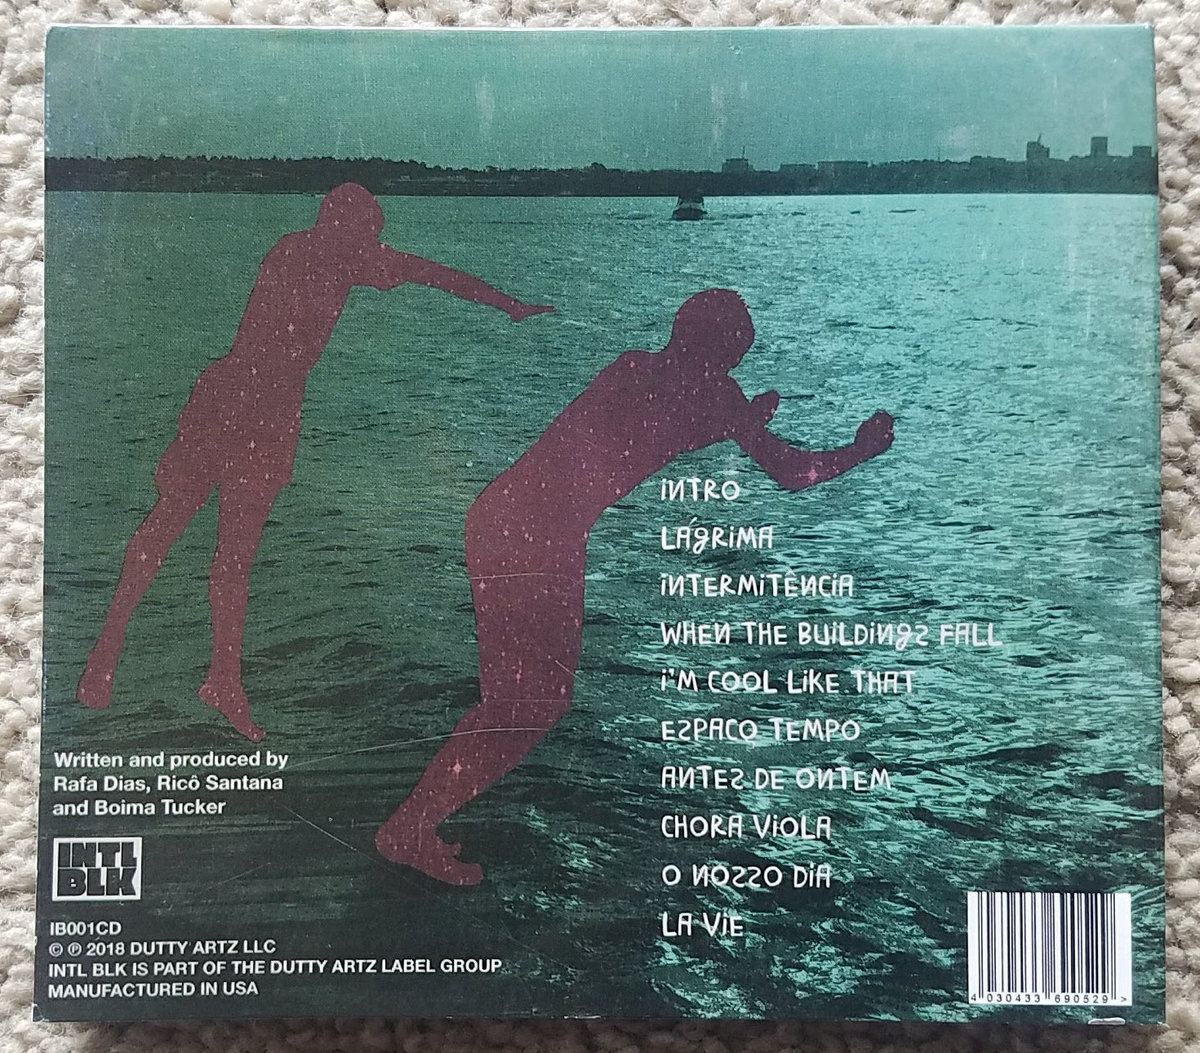 INTRO
LÁGRIMA
INTERMITÊNCIA
WHEN THE BUILDINGS FALL
I'M COOL LIKE THAT
ESPAÇO TEMPO
ANTES DE ONTEM
CHORA VIOLA
O NOSSO DIA
LA VIE
Written and produced by
Rafa Dias, Ricô Santana
and Boima Tucker
INTL
BLK
IB001CD
© ℗ 2018 DUTTY ARTZ LLC
INTL BLK IS PART OF THE DUTTY ARTZ LABEL GROUP
MANUFACTURED IN USA
4 030433 690529 >